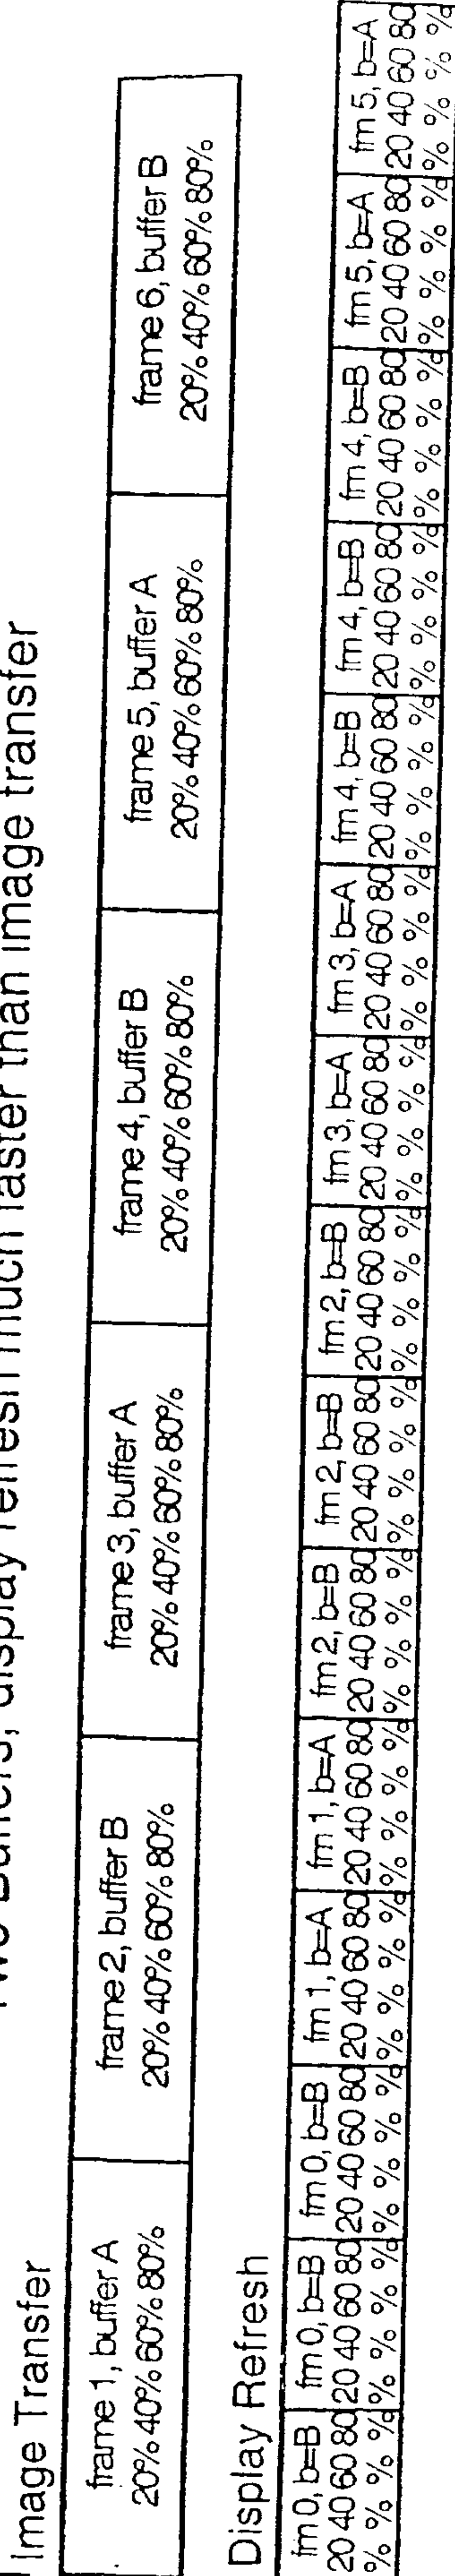 Two Buffers, display refresh much faster than image transfer
Image Transfer
frame 1, buffer A
20% 40% 60% 80%
frame 2, buffer B
20% 40% 60% 80%
frame 3, buffer A
20% 40% 60% 80%
frame 4, buffer B
20% 40% 60% 80%
frame 5, buffer A
20% 40% 60% 80%
frame 6, buffer B
20% 40% 60% 80%
Display Refresh
fm 0, b=B
20 40 60 80
% % % %
fm 0, b=B
20 40 60 80
% % % %
fm 0, b=B
20 40 60 80
% % % %
fm 1, b=A
20 40 60 80
% % % %
fm 1, b=A
20 40 60 80
% % % %
fm 2, b=B
20 40 60 80
% % % %
fm 2, b=B
20 40 60 80
% % % %
fm 2, b=B
20 40 60 80
% % % %
fm 3, b=A
20 40 60 80
% % % %
fm 3, b=A
20 40 60 80
% % % %
fm 4, b=B
20 40 60 80
% % % %
fm 4, b=B
20 40 60 80
% % % %
fm 4, b=B
20 40 60 80
% % % %
fm 5, b=A
20 40 60 80
% % % %
fm 5, b=A
20 40 60 80
% % % %